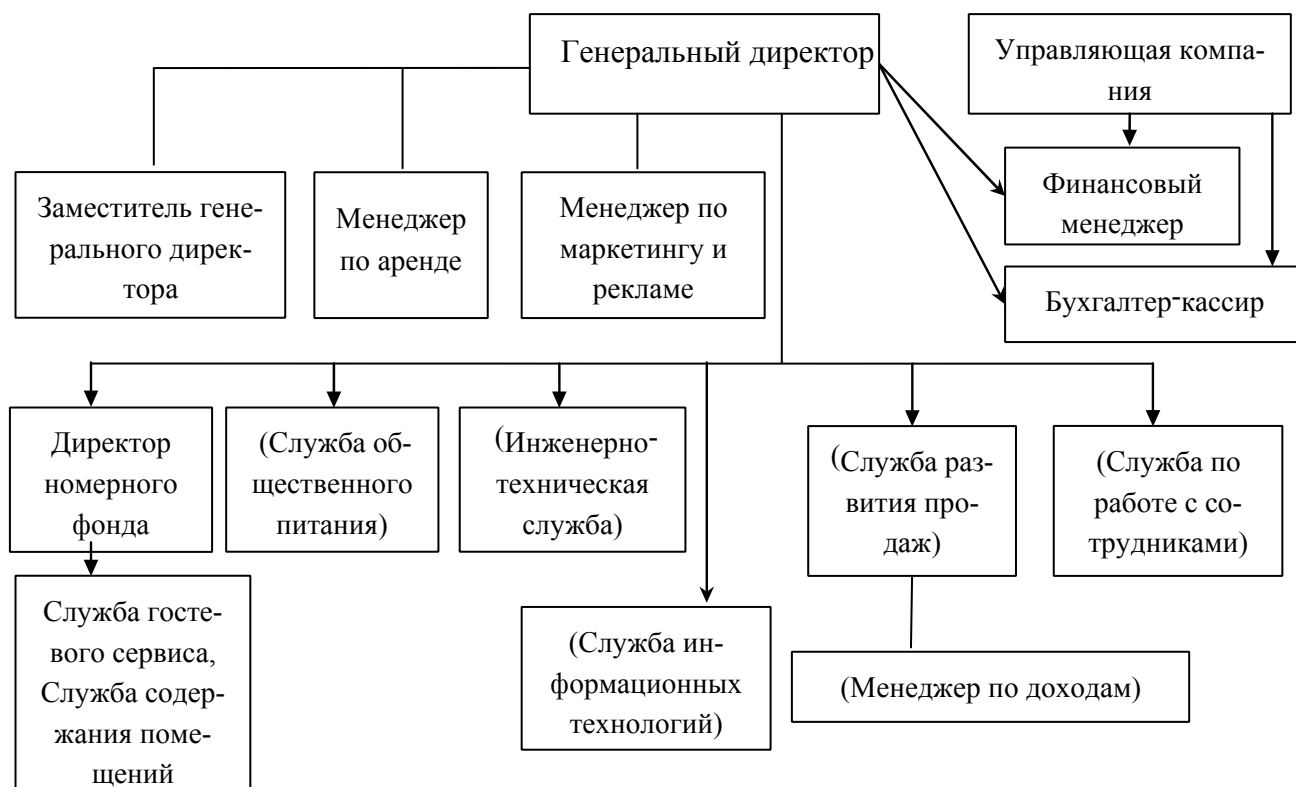 Генеральный директор
Управляющая компа-
ния
Заместитель гене-
рального дирек-
тора
Менеджер
по аренде
Менеджер по
маркетингу и
рекламе
Финансовый
менеджер
Бухгалтер-кассир
Директор
номерного
фонда
(Служба об-
щественного
питания)
(Инженерно-
техническая
служба)
(Служба раз-
вития про-
даж)
(Служба по
работе с со-
трудниками)
Служба госте-
вого сервиса,
Служба содер-
жания поме-
щений
(Служба ин-
формационных
технологий)
(Менеджер по доходам)